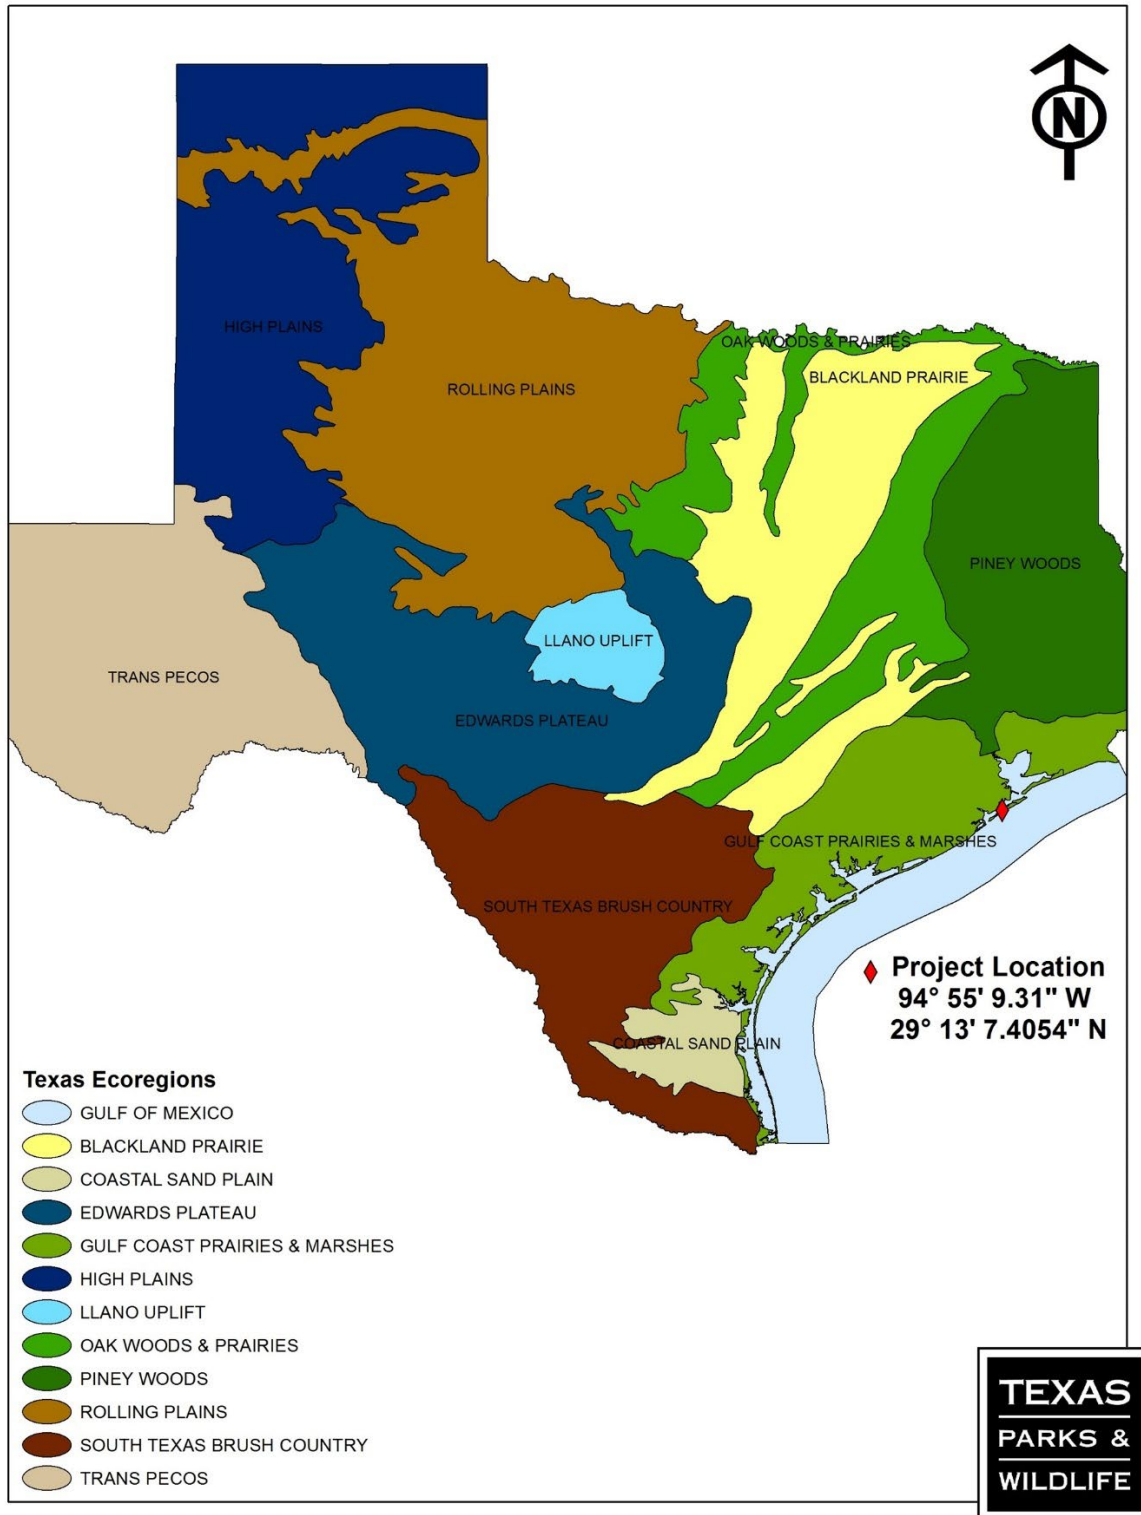 N
HIGH PLAINS
OAK WOODS & PRAIRIES
BLACKLAND PRAIRIE
ROLLING PLAINS
PINEY WOODS
LLANO UPLIFT
TRANS PECOS
EDWARDS PLATEAU
GULF COAST PRAIRIES & MARSHES
SOUTH TEXAS BRUSH COUNTRY
Project Location
94° 55' 9.31" W
29° 13' 7.4054" N
COASTAL SAND PLAIN
Texas Ecoregions
GULF OF MEXICO
BLACKLAND PRAIRIE
COASTAL SAND PLAIN
EDWARDS PLATEAU
GULF COAST PRAIRIES & MARSHES
HIGH PLAINS
LLANO UPLIFT
OAK WOODS & PRAIRIES
PINEY WOODS
ROLLING PLAINS
SOUTH TEXAS BRUSH COUNTRY
TRANS PECOS
TEXAS
PARKS &
WILDLIFE